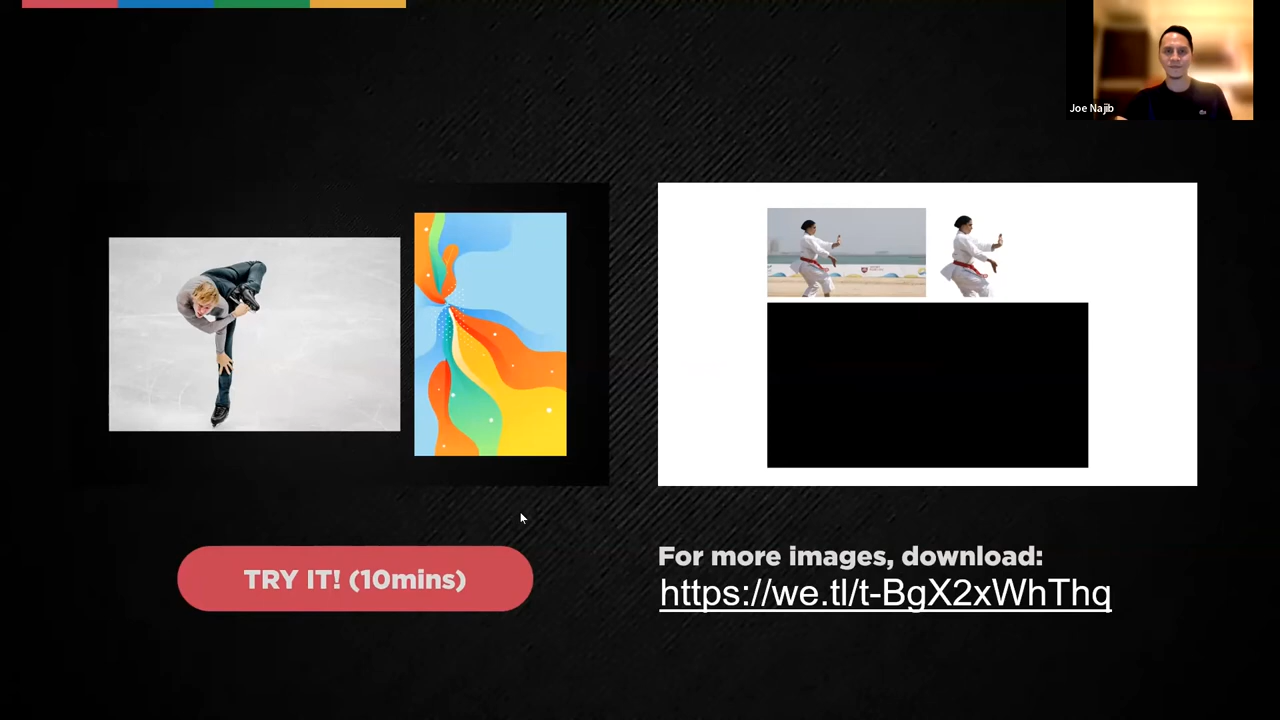 Joe Najib
TRY IT! (10mins)
For more images, download:
https://we.tl/t-BgX2xWhThq